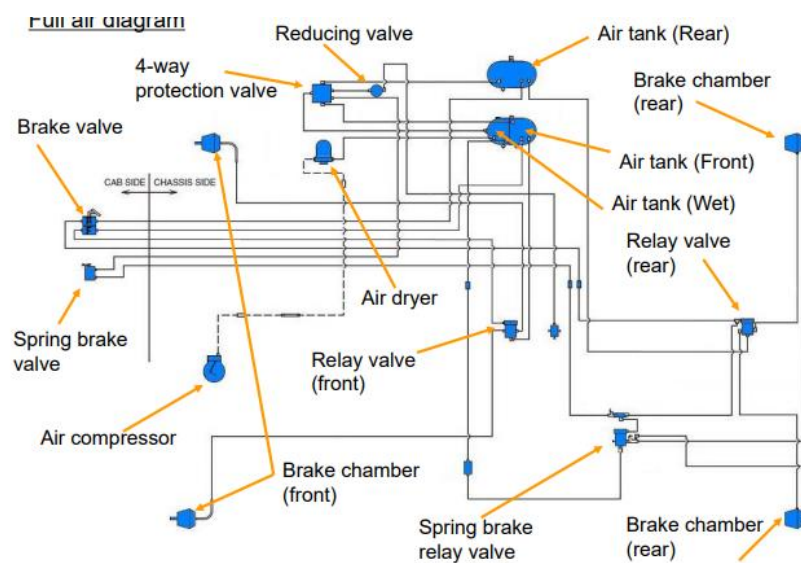 Full air diagram
Reducing valve
Air tank (Rear)
4-way
protection valve
Brake chamber
(rear)
Brake valve
Air tank (Front)
CAB SIDE
CHASSIS SIDE
Air tank (Wet)
Relay valve
(rear)
Spring brake
valve
Air dryer
Relay valve
(front)
Air compressor
Brake chamber
(front)
Spring brake
relay valve
Brake chamber
(rear)